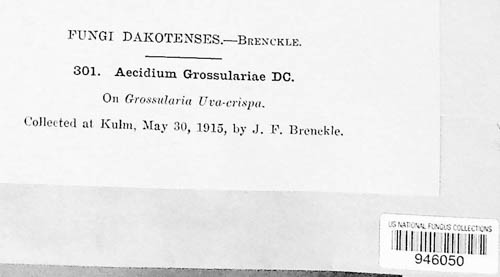 FUNGI DAKOTENSES.—BRENCKLE.
301. Aecidium Grossulariae DC.
On Grossularia Uva-crispa.
Collected at Kulm, May 30, 1915, by J. F. Brenckle.
US NATIONAL FUNGUS COLLECTIONS
946050